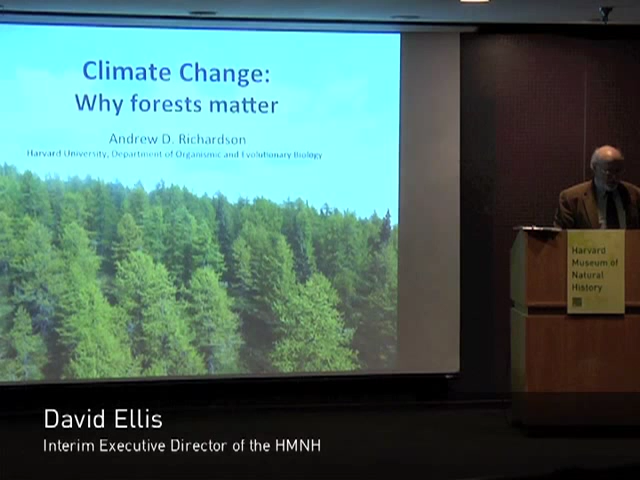 Climate Change:
Why forests matter
Andrew D. Richardson
Harvard University, Department of Organismic and Evolutionary Biology
Harvard
Museum of
Natural
History
David Ellis
Interim Executive Director of the HMNH